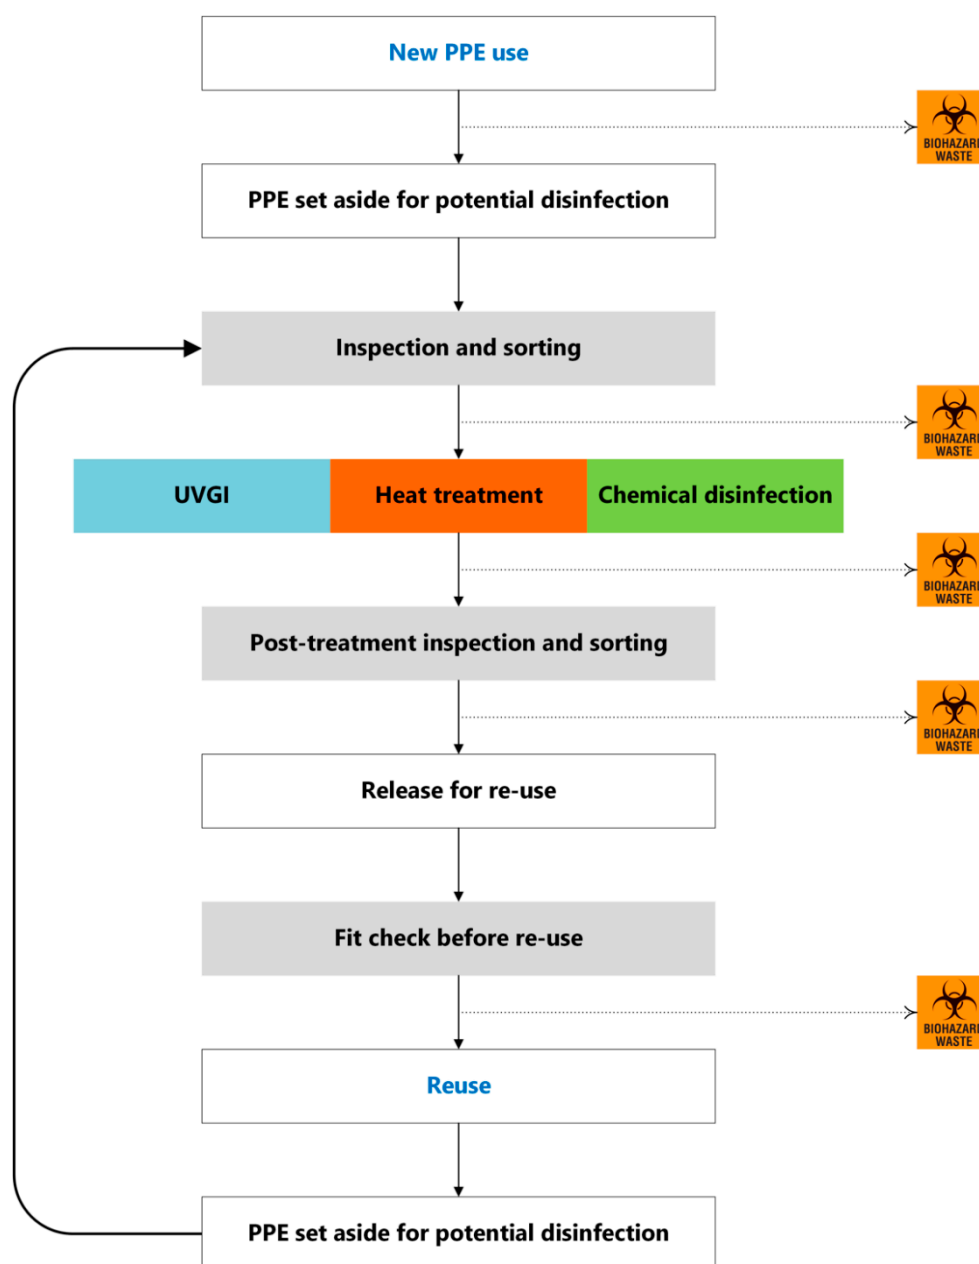 New PPE use
BIOHAZARD
WASTE
PPE set aside for potential disinfection
Inspection and sorting
BIOHAZARD
WASTE
UVGI
Heat treatment
Chemical disinfection
BIOHAZARD
WASTE
Post-treatment inspection and sorting
BIOHAZARD
WASTE
Release for re-use
Fit check before re-use
BIOHAZARD
WASTE
Reuse
PPE set aside for potential disinfection